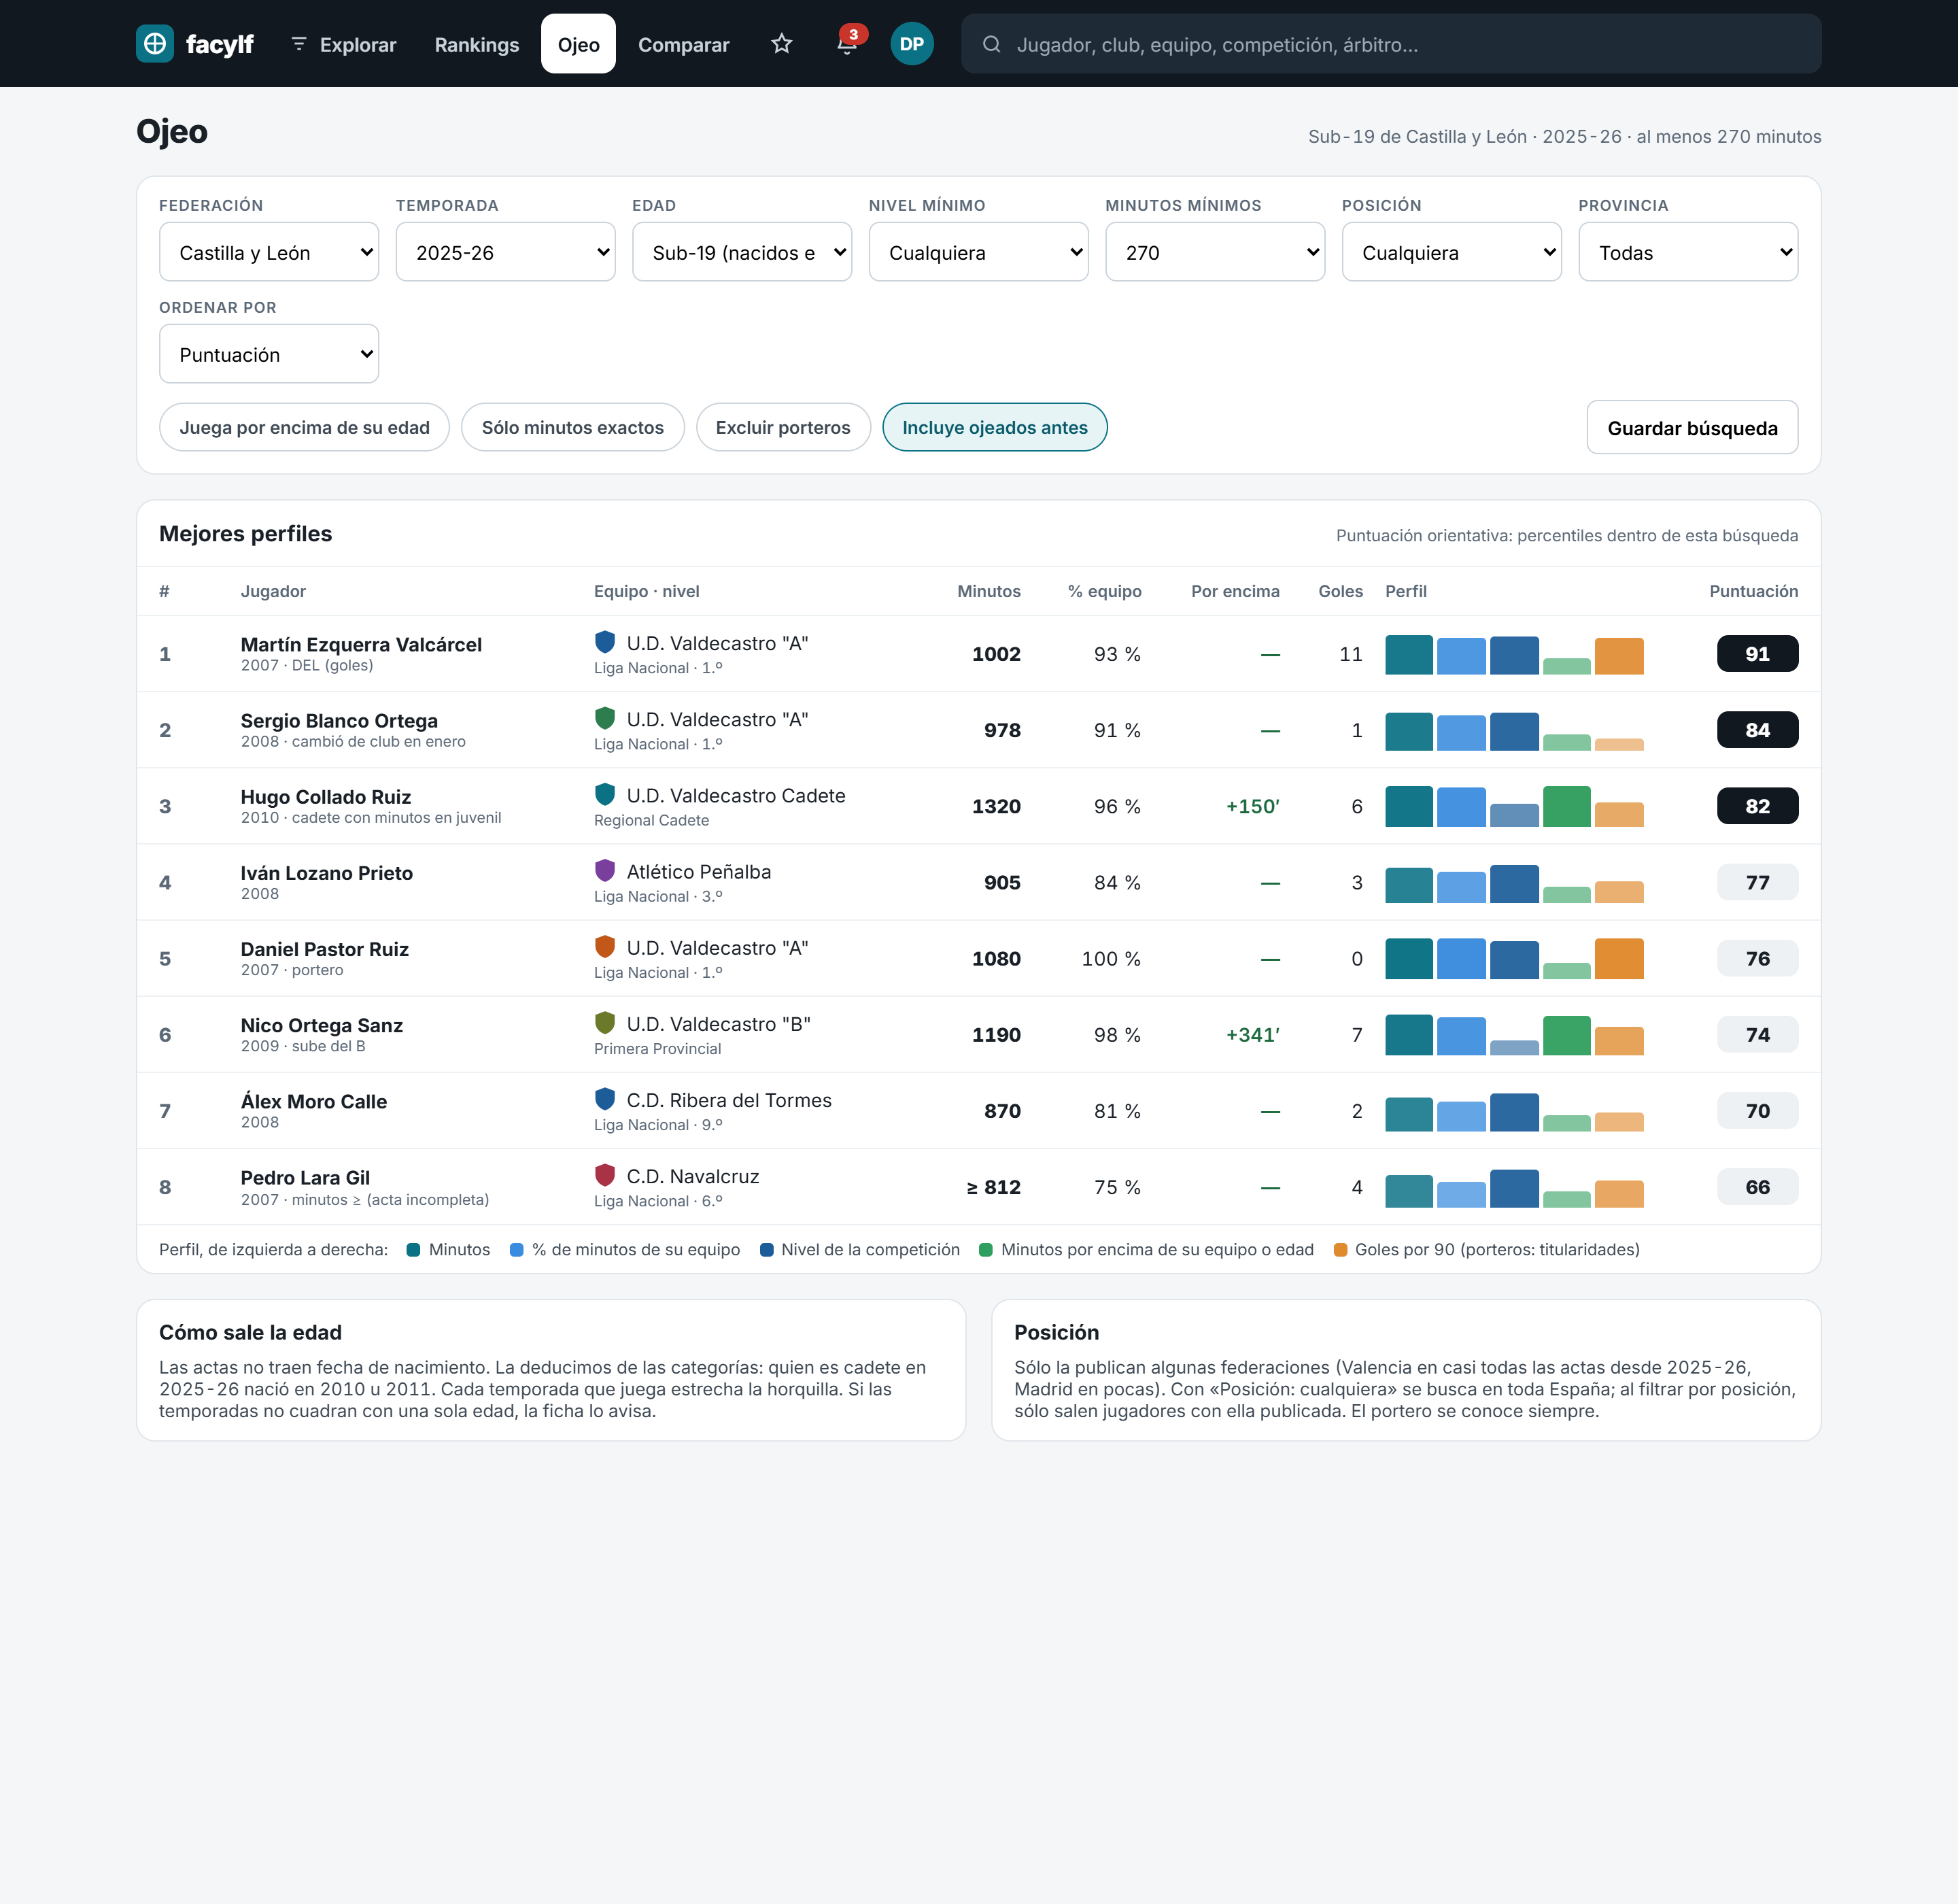 facylf
Explorar
Rankings
Ojeo
Comparar
3
DP
Jugador, club, equipo, competición, árbitro...
Ojeo
Sub-19 de Castilla y León · 2025-26 · al menos 270 minutos
FEDERACIÓN TEMPORADA EDAD NIVEL MÍNIMO MINUTOS MÍNIMOS POSICIÓN PROVINCIA
Castilla y León 2025-26 Sub-19 (nacidos e Cualquiera 270 Cualquiera Todas
ORDENAR POR
Puntuación
Juega por encima de su edad Sólo minutos exactos Excluir porteros Incluye ojeados antes Guardar búsqueda
Mejores perfiles Puntuación orientativa: percentiles dentro de esta búsqueda
# Jugador Equipo · nivel Minutos % equipo Por encima Goles Perfil Puntuación
1 Martín Ezquerra Valcárcel U.D. Valdecastro "A" 1002 93 % — 11 91
2007 · DEL (goles) Liga Nacional · 1.º
2 Sergio Blanco Ortega U.D. Valdecastro "A" 978 91 % — 1 84
2008 · cambió de club en enero Liga Nacional · 1.º
3 Hugo Collado Ruiz U.D. Valdecastro Cadete 1320 96 % +150′ 6 82
2010 · cadete con minutos en juvenil Regional Cadete
4 Iván Lozano Prieto Atlético Peñalba 905 84 % — 3 77
2008 Liga Nacional · 3.º
5 Daniel Pastor Ruiz U.D. Valdecastro "A" 1080 100 % — 0 76
2007 · portero Liga Nacional · 1.º
6 Nico Ortega Sanz U.D. Valdecastro "B" 1190 98 % +341′ 7 74
2009 · sube del B Primera Provincial
7 Álex Moro Calle C.D. Ribera del Tormes 870 81 % — 2 70
2008 Liga Nacional · 9.º
8 Pedro Lara Gil C.D. Navalcruz ≥ 812 75 % — 4 66
2007 · minutos ≥ (acta incompleta) Liga Nacional · 6.º
Perfil, de izquierda a derecha: Minutos % de minutos de su equipo Nivel de la competición Minutos por encima de su equipo o edad Goles por 90 (porteros: titularidades)
Cómo sale la edad
Las actas no traen fecha de nacimiento. La deducimos de las categorías: quien es cadete en
2025-26 nació en 2010 u 2011. Cada temporada que juega estrecha la horquilla. Si las
temporadas no cuadran con una sola edad, la ficha lo avisa.
Posición
Sólo la publican algunas federaciones (Valencia en casi todas las actas desde 2025-26,
Madrid en pocas). Con «Posición: cualquiera» se busca en toda España; al filtrar por posición,
sólo salen jugadores con ella publicada. El portero se conoce siempre.